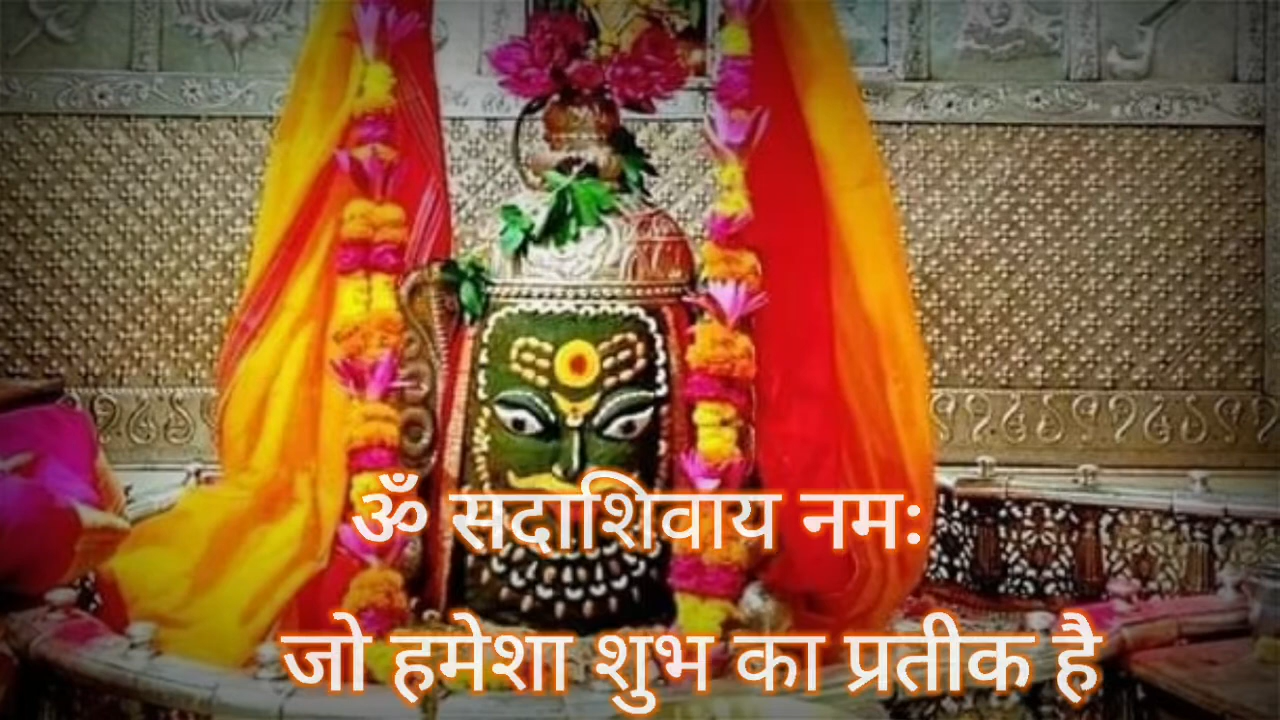 ॐ सदाशिवाय नम:
जो हमेशा शुभ का प्रतीक है